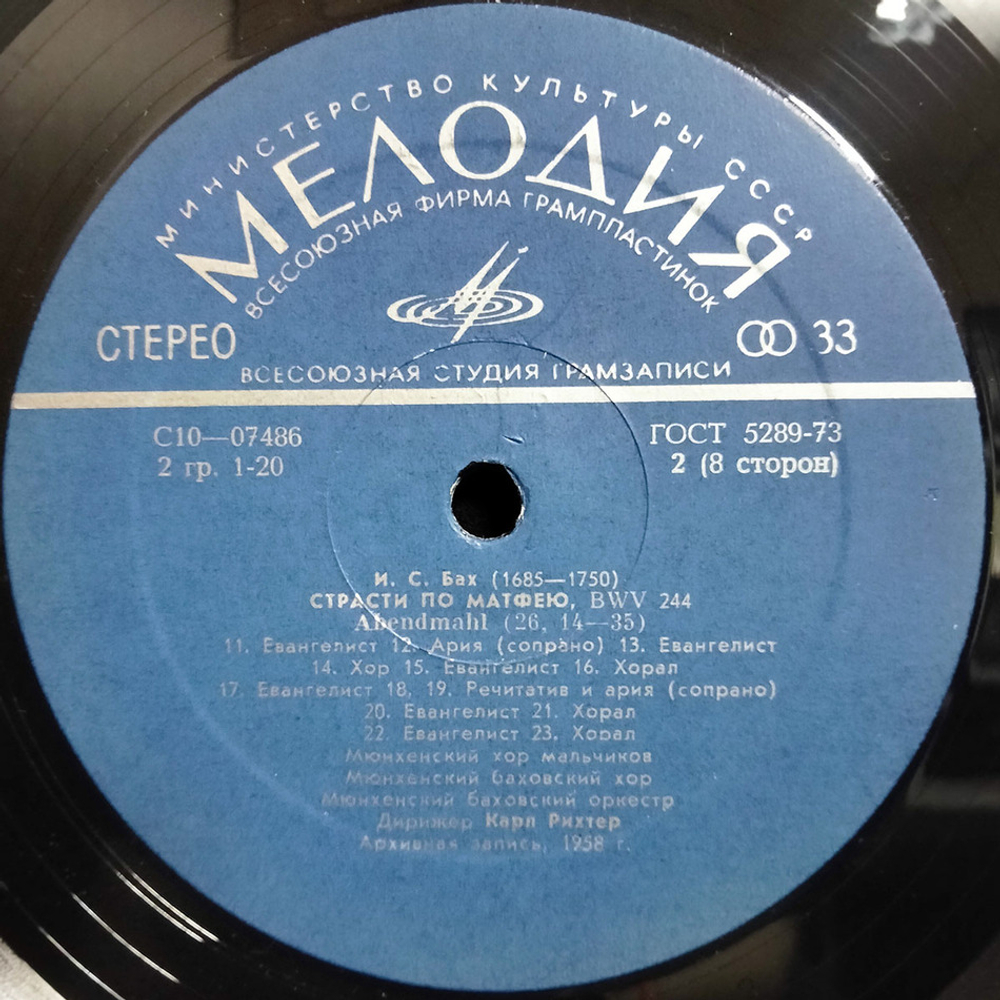 МИНИСТЕРСТВО КУЛЬТУРЫ СССР
МЕЛОДИЯ
ВСЕСОЮЗНАЯ ФИРМА ГРАМПЛАСТИНОК
СТЕРЕО
33
ВСЕСОЮЗНАЯ СТУДИЯ ГРАМЗАПИСИ
С10—07486
ГОСТ 5289-73
2 гр. 1-20
2 (8 сторон)
И. С. Бах (1685—1750)
СТРАСТИ ПО МАТФЕЮ, BWV 244
Abendmahl (26, 14—35)
11. Евангелист 12. Ария (сопрано) 13. Евангелист
14. Хор 15. Евангелист 16. Хорал
17. Евангелист 18, 19. Речитатив и ария (сопрано)
20. Евангелист 21. Хорал
22. Евангелист 23. Хорал
Мюнхенский хор мальчиков
Мюнхенский баховский хор
Мюнхенский баховский оркестр
Дирижер Карл Рихтер
Архивная запись, 1958 г.